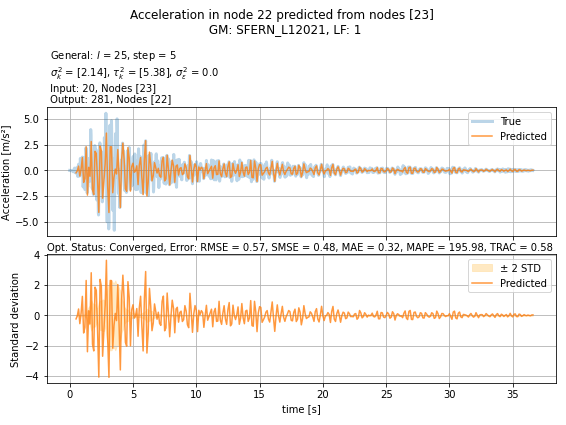 Acceleration in node 22 predicted from nodes [23]
GM: SFERN_L12021, LF: 1
General: l = 25, step = 5
σ²ₖ = [2.14], τ²ₖ = [5.38], σ²ε = 0.0
Input: 20, Nodes [23]
Output: 281, Nodes [22]
Acceleration [m/s²]
5.0
2.5
0.0
−2.5
−5.0
True
Predicted
Opt. Status: Converged, Error: RMSE = 0.57, SMSE = 0.48, MAE = 0.32, MAPE = 195.98, TRAC = 0.58
Standard deviation
4
2
0
−2
−4
± 2 STD
Predicted
0 5 10 15 20 25 30 35
time [s]